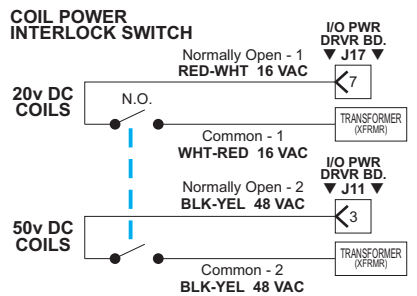 COIL POWER
INTERLOCK SWITCH
I/O PWR
DRVR BD.
▼ J17 ▼
Normally Open - 1
RED-WHT 16 VAC
7
20v DC
COILS
N.O.
TRANSFORMER
(XFRMR)
Common - 1
WHT-RED 16 VAC
I/O PWR
DRVR BD.
▼ J11 ▼
Normally Open - 2
BLK-YEL 48 VAC
3
50v DC
COILS
TRANSFORMER
(XFRMR)
Common - 2
BLK-YEL 48 VAC